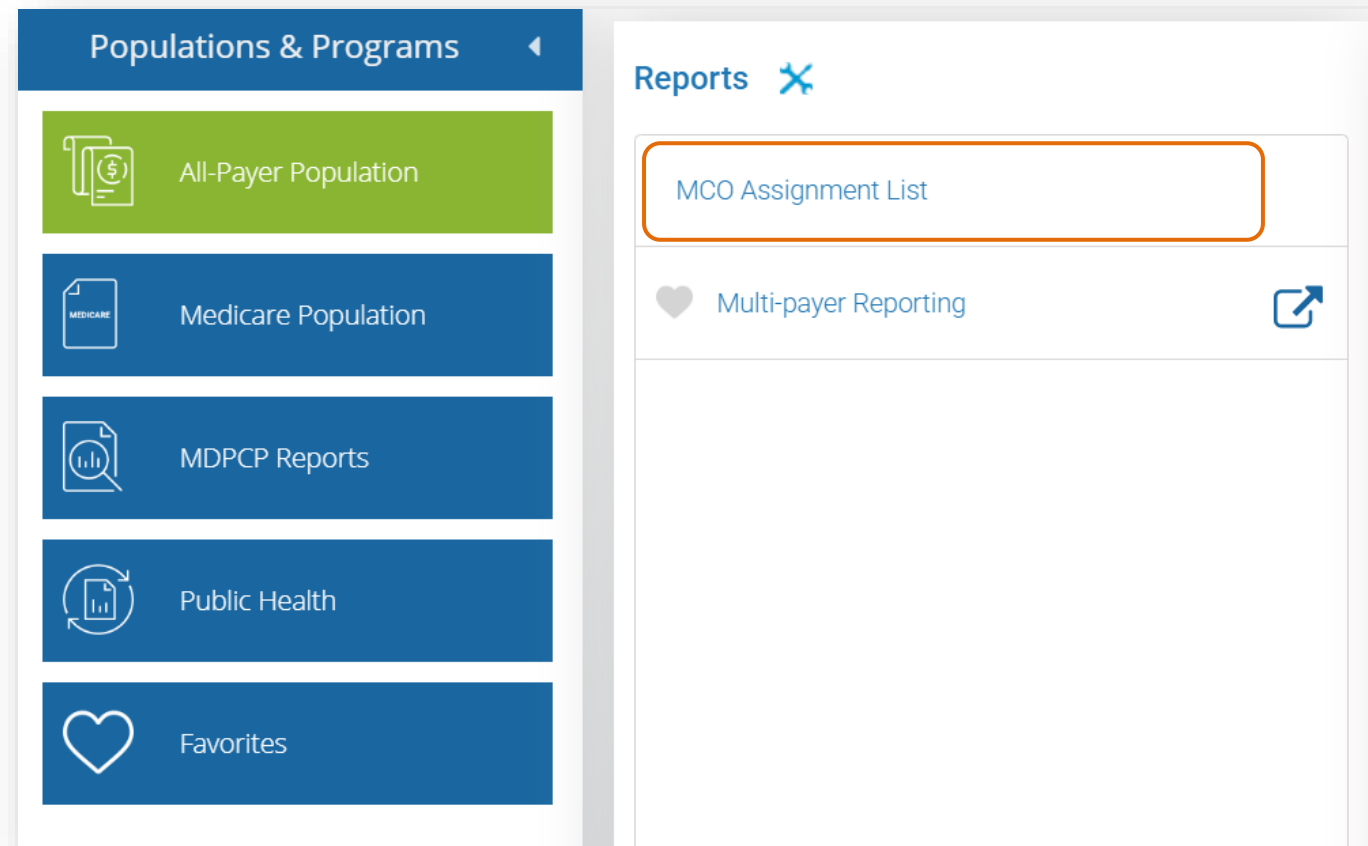 Populations & Programs
All-Payer Population
MEDICARE
Medicare Population
MDPCP Reports
Public Health
Favorites
Reports
MCO Assignment List
Multi-payer Reporting